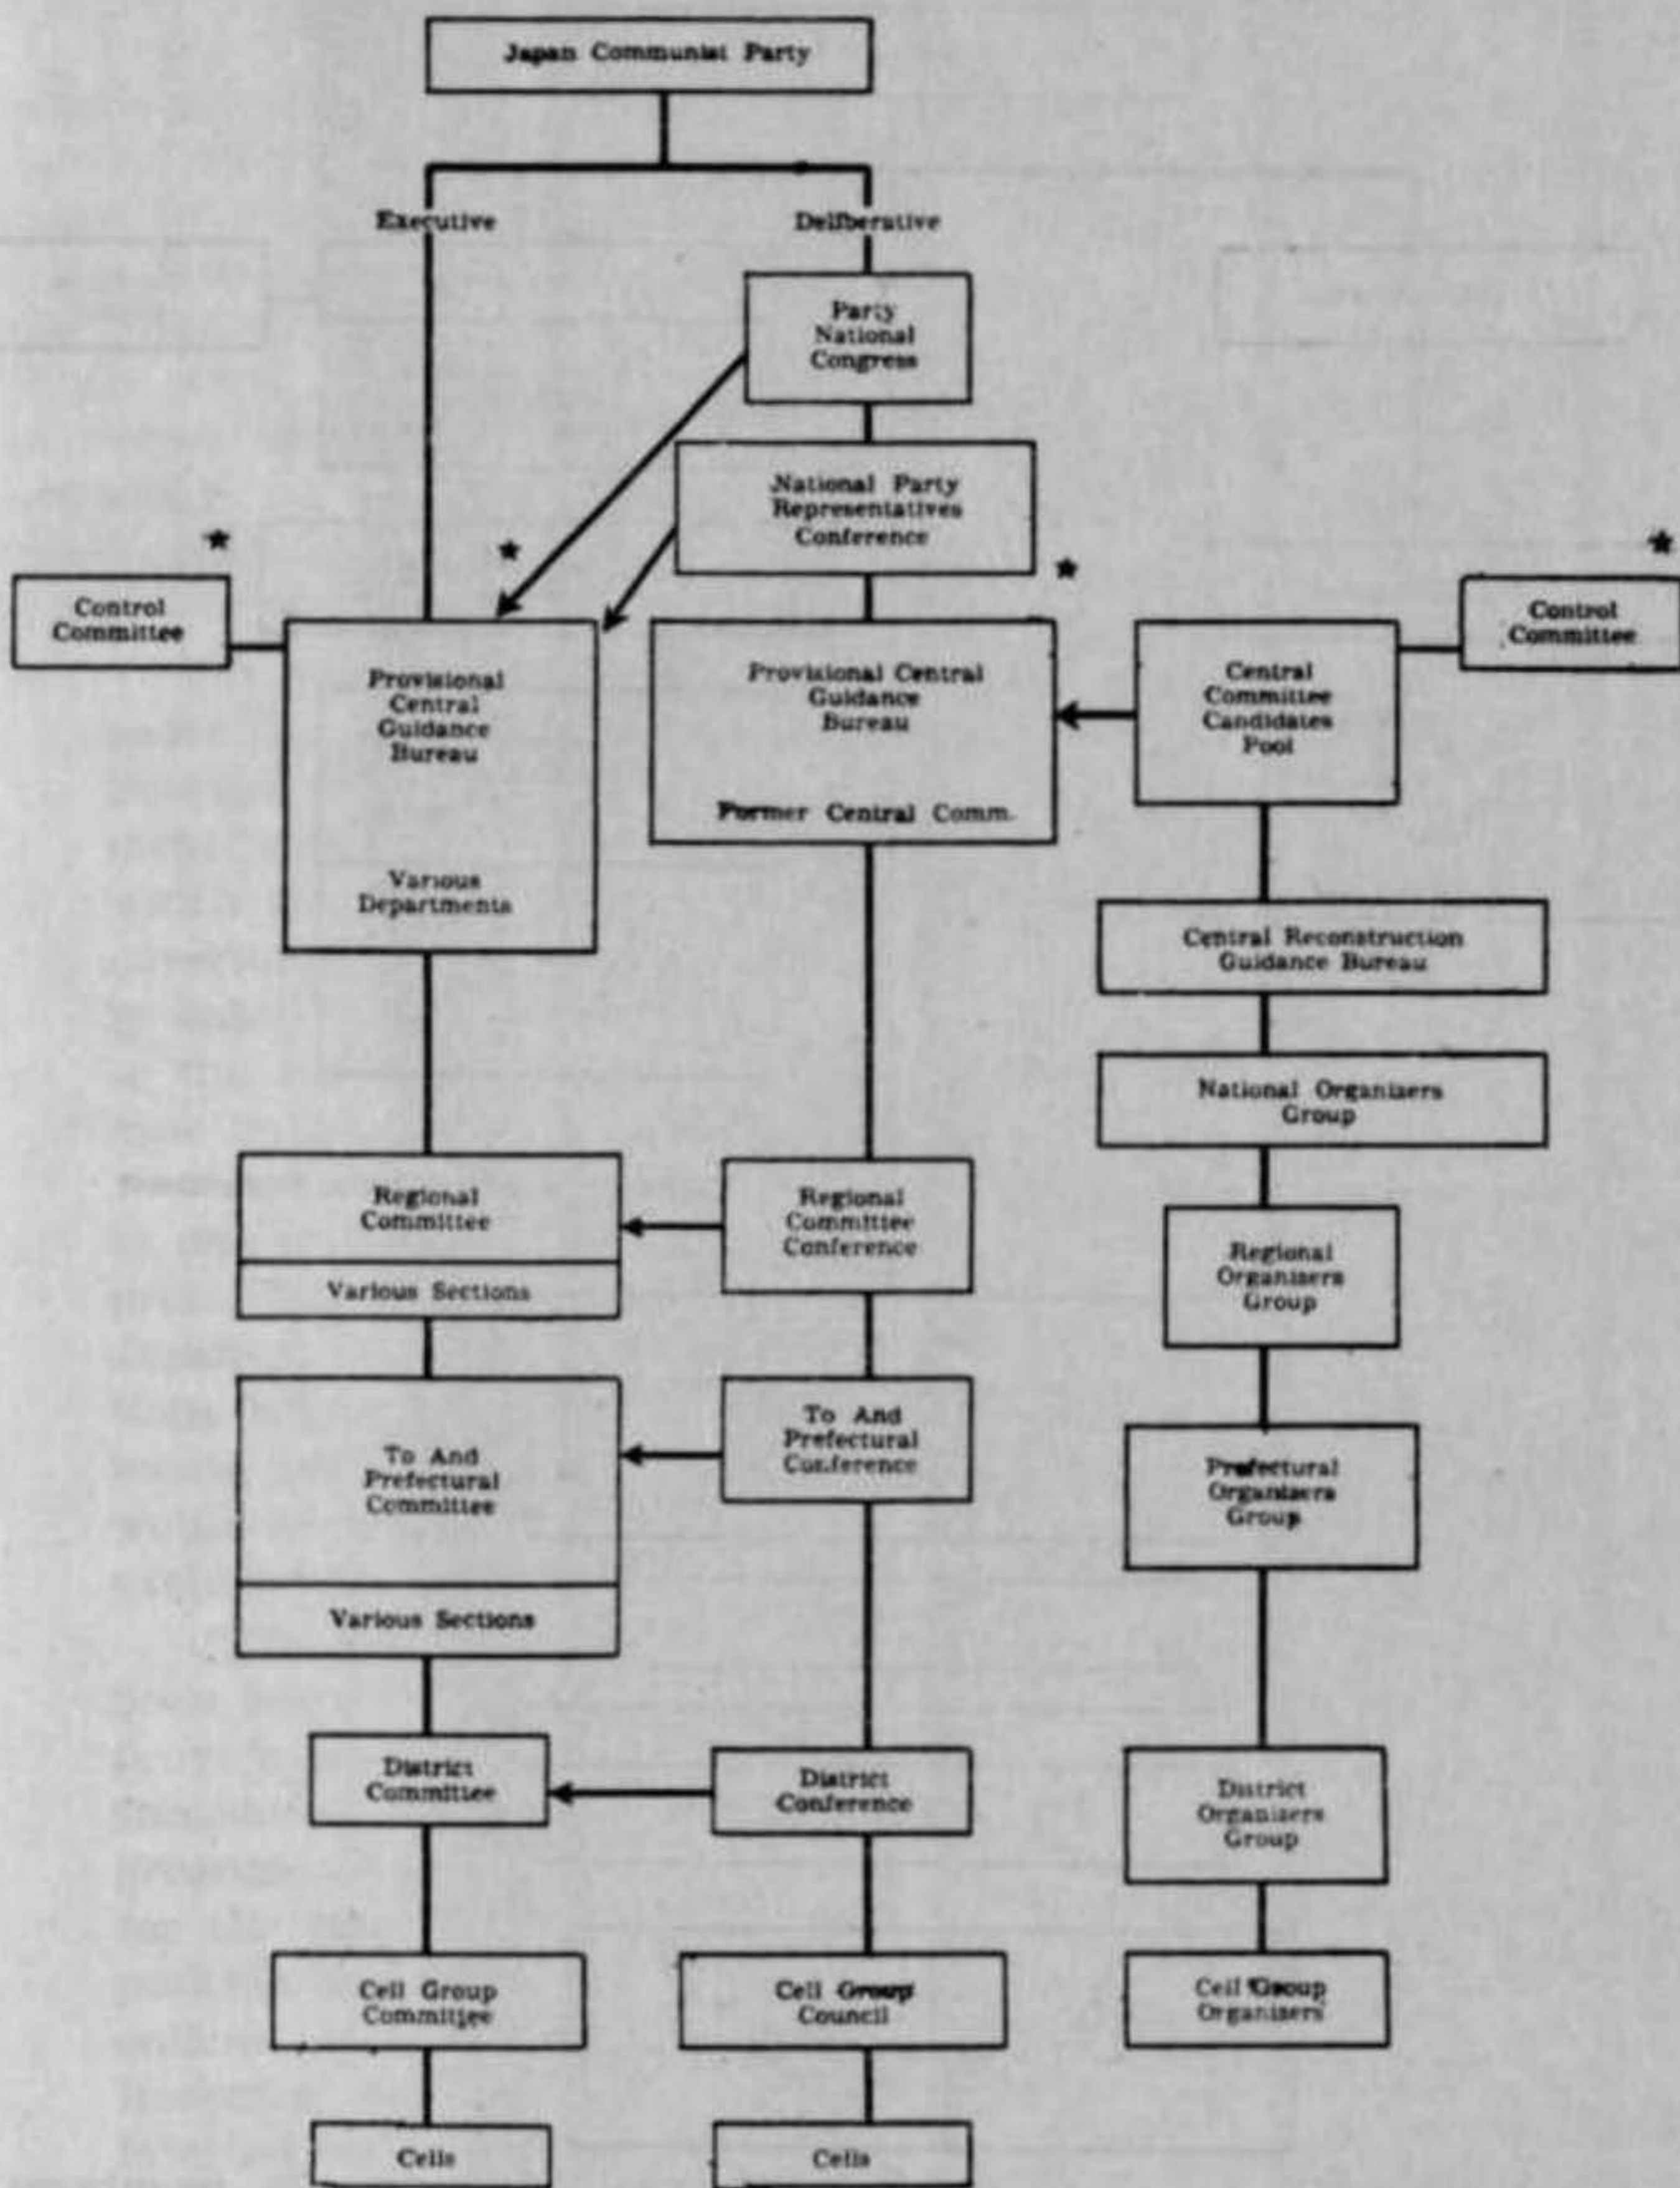 Japan Communist Party
Executive
Deliberative
Party
National
Congress
National Party
Representatives
Conference
Control
Committee
Provisional
Central
Guidance
Bureau
Various
Departments
Provisional Central
Guidance
Bureau
Former Central Comm.
Central
Committee
Candidates
Pool
Control
Committee
Central Reconstruction
Guidance Bureau
National Organizers
Group
Regional
Committee
Various Sections
Regional
Committee
Conference
Regional
Organizers
Group
To And
Prefectural
Committee
Various Sections
To And
Prefectural
Conference
Prefectural
Organizers
Group
District
Committee
District
Conference
District
Organizers
Group
Cell Group
Committee
Cell Group
Council
Cell Group
Organizers
Cells
Cells